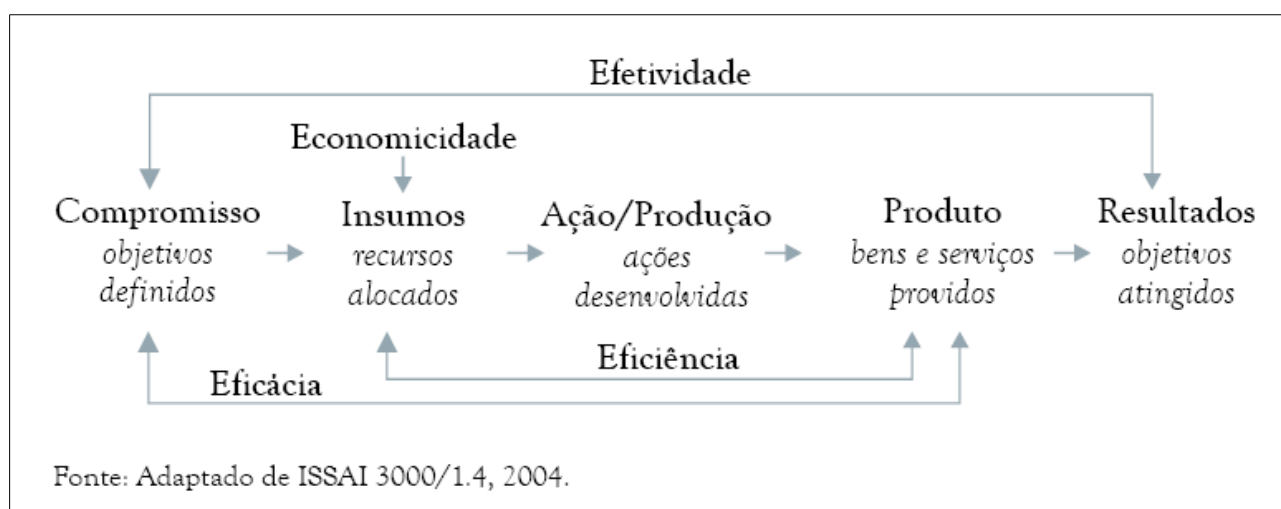 Efetividade
Economicidade
Compromisso
objetivos
definidos
Insumos
recursos
alocados
Ação/Produção
ações
desenvolvidas
Produto
bens e serviços
providos
Resultados
objetivos
atingidos
Eficiência
Eficácia
Fonte: Adaptado de ISSAI 3000/1.4, 2004.